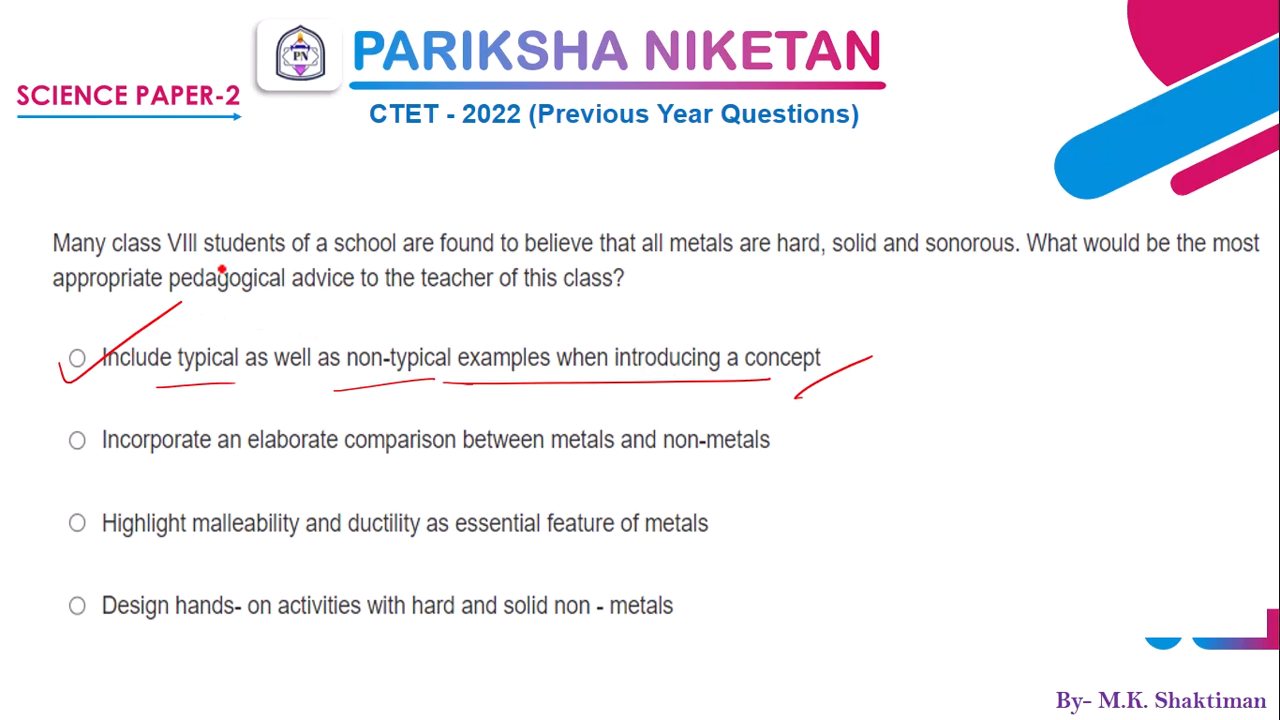 PN
PARIKSHA NIKETAN
SCIENCE PAPER-2
CTET - 2022 (Previous Year Questions)
Many class VIII students of a school are found to believe that all metals are hard, solid and sonorous. What would be the most
appropriate pedagogical advice to the teacher of this class?
Include typical as well as non-typical examples when introducing a concept
Incorporate an elaborate comparison between metals and non-metals
Highlight malleability and ductility as essential feature of metals
Design hands- on activities with hard and solid non - metals
By- M.K. Shaktiman